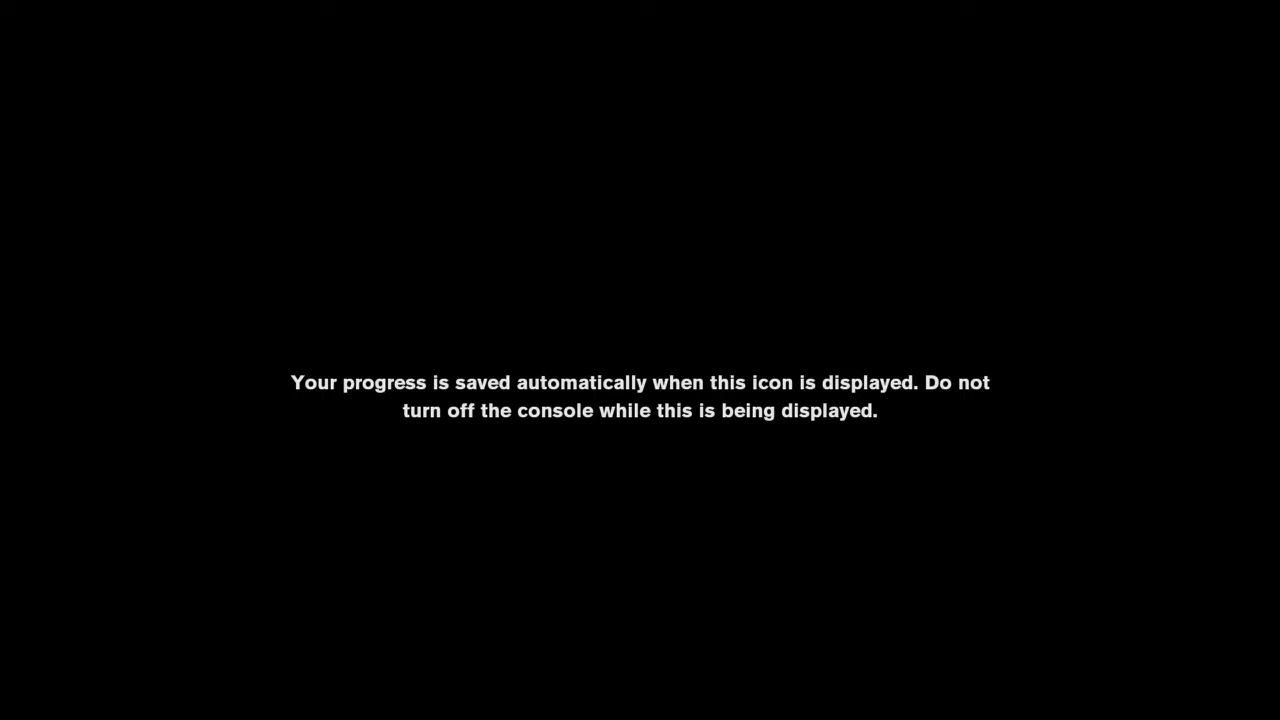 Your progress is saved automatically when this icon is displayed. Do not
turn off the console while this is being displayed.